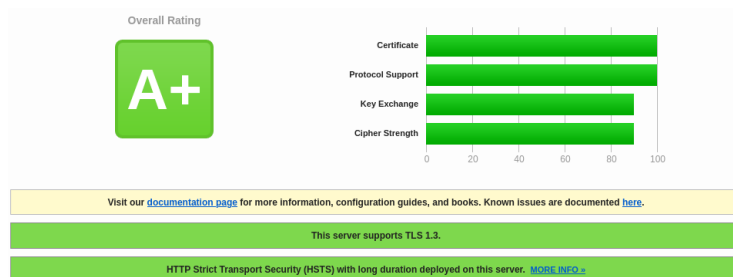 Overall Rating
A+
Certificate
Protocol Support
Key Exchange
Cipher Strength
0 20 40 60 80 100
Visit our documentation page for more information, configuration guides, and books. Known issues are documented here.
This server supports TLS 1.3.
HTTP Strict Transport Security (HSTS) with long duration deployed on this server. MORE INFO »